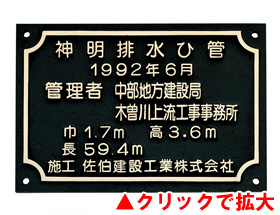 神明排水ひ管
1992年6月
管理者 中部地方建設局
木曽川上流工事事務所
巾1.7m 高3.6m
長59.4m
施工 佐伯建設工業株式会社
▲クリックで拡大